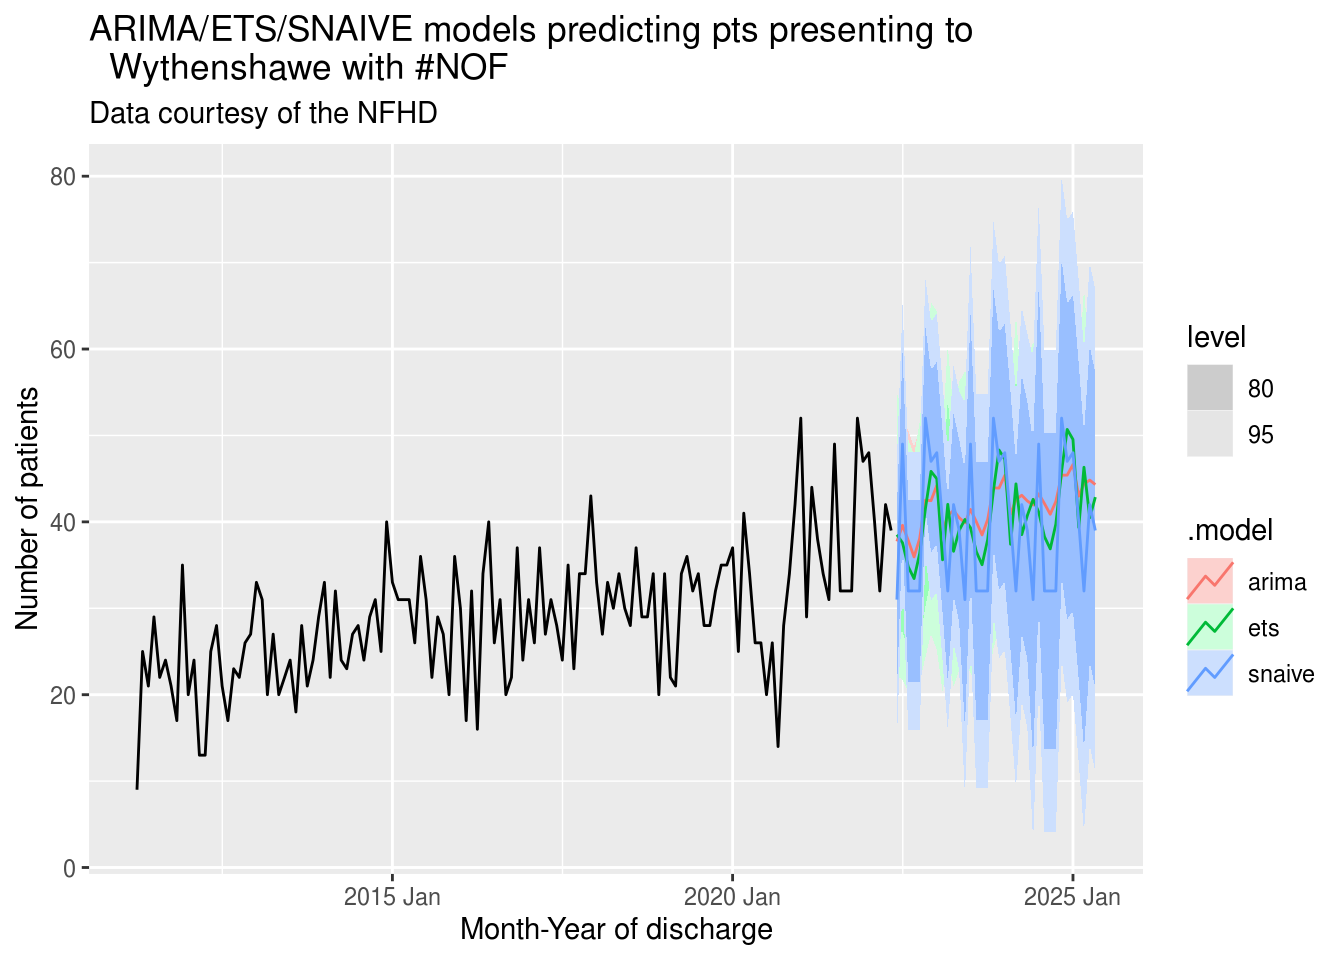 ARIMA/ETS/SNAIVE models predicting pts presenting to
Wythenshawe with #NOF
Data courtesy of the NFHD
80
60
40
20
0
Number of patients
2015 Jan
2020 Jan
2025 Jan
Month-Year of discharge
level
80
95
.model
arima
ets
snaive